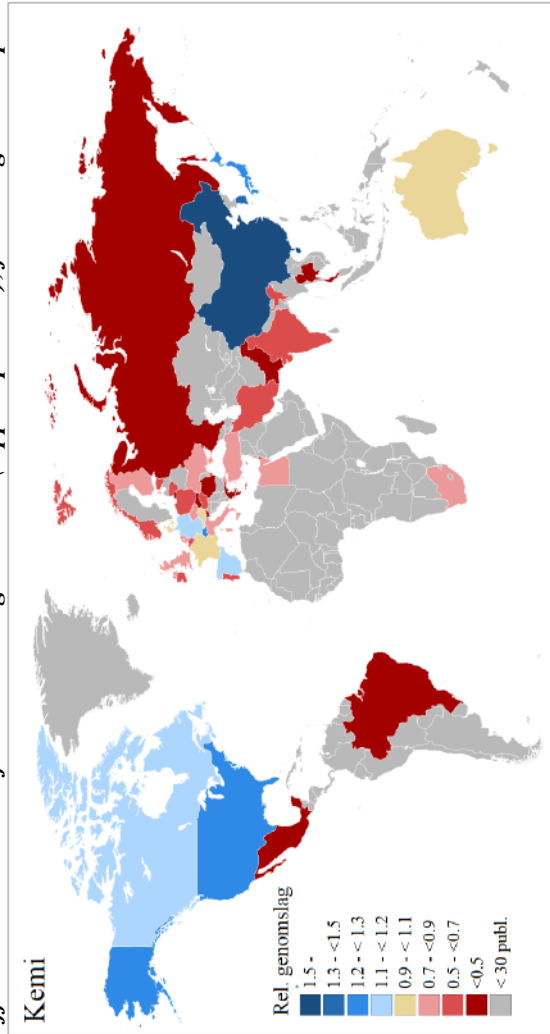 Kemi
Rel. genomslag
1.5 -
1.3 - <1.5
1.2 - < 1.3
1.1 - < 1.2
0.9 - < 1.1
0.7 - <0.9
0.5 - <0.7
<0.5
< 30 publ.